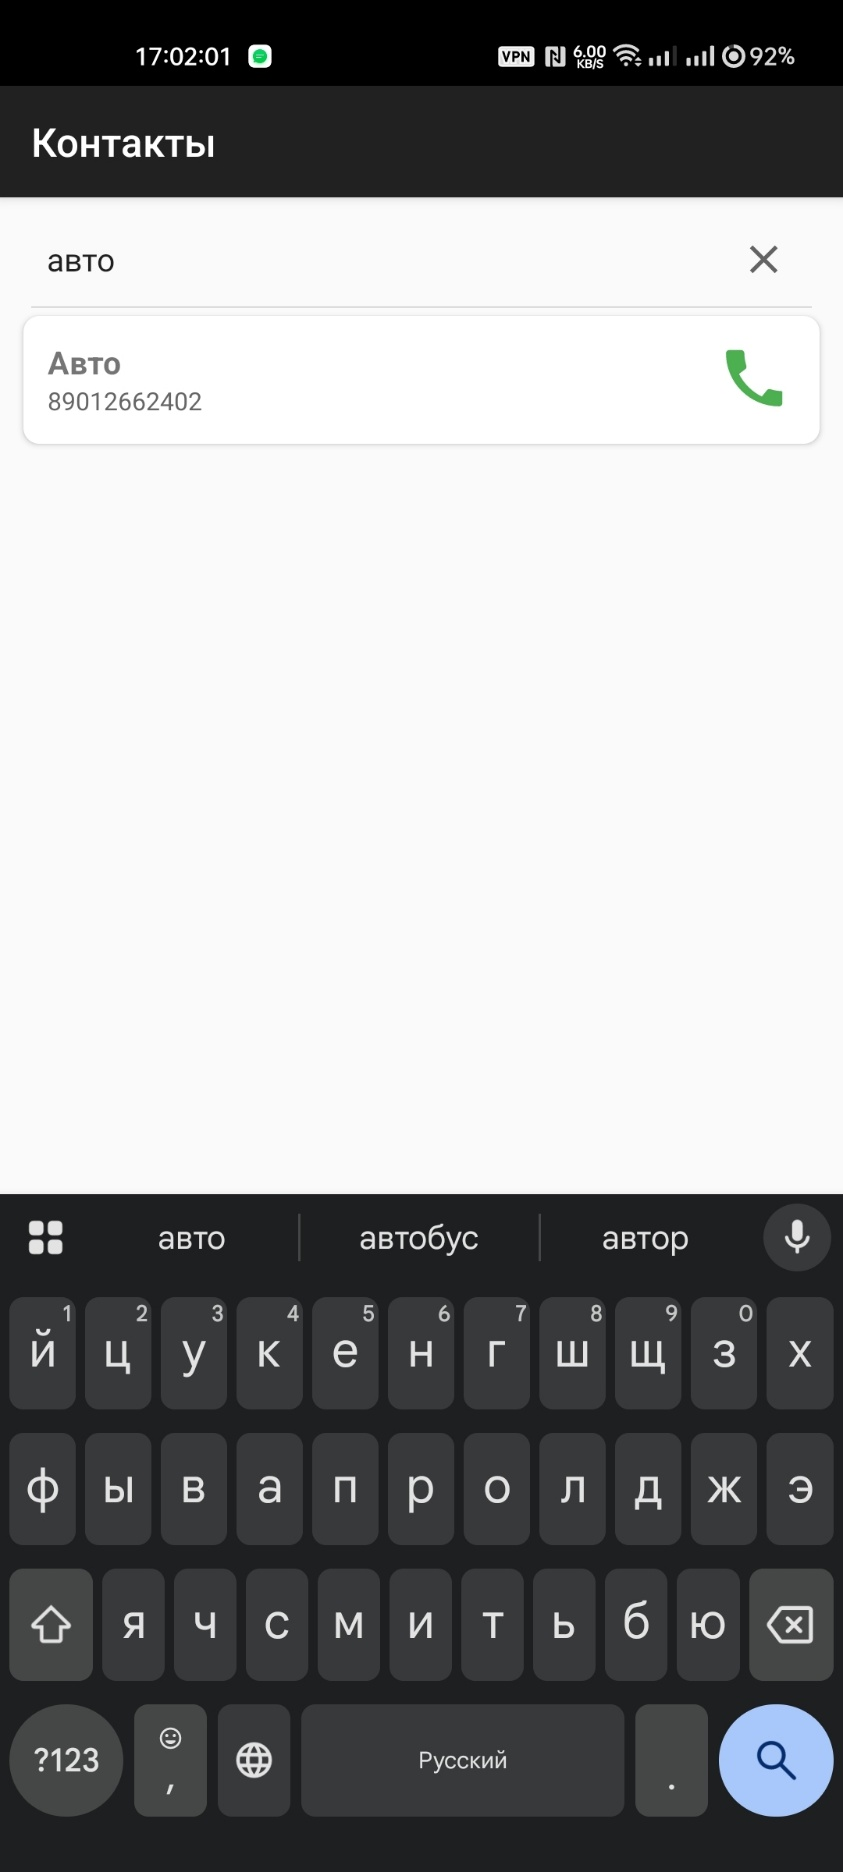 17:02:01 VPN 6.00 KB/S 92%
Контакты
авто
Авто
89012662402
авто автобус автор
й 1 ц 2 у 3 к 4 е 5 н 6 г 7 ш 8 щ 9 з 0 х
ф ы в а п р о л д ж э
я ч с м и т ь б ю
?123 , Русский .